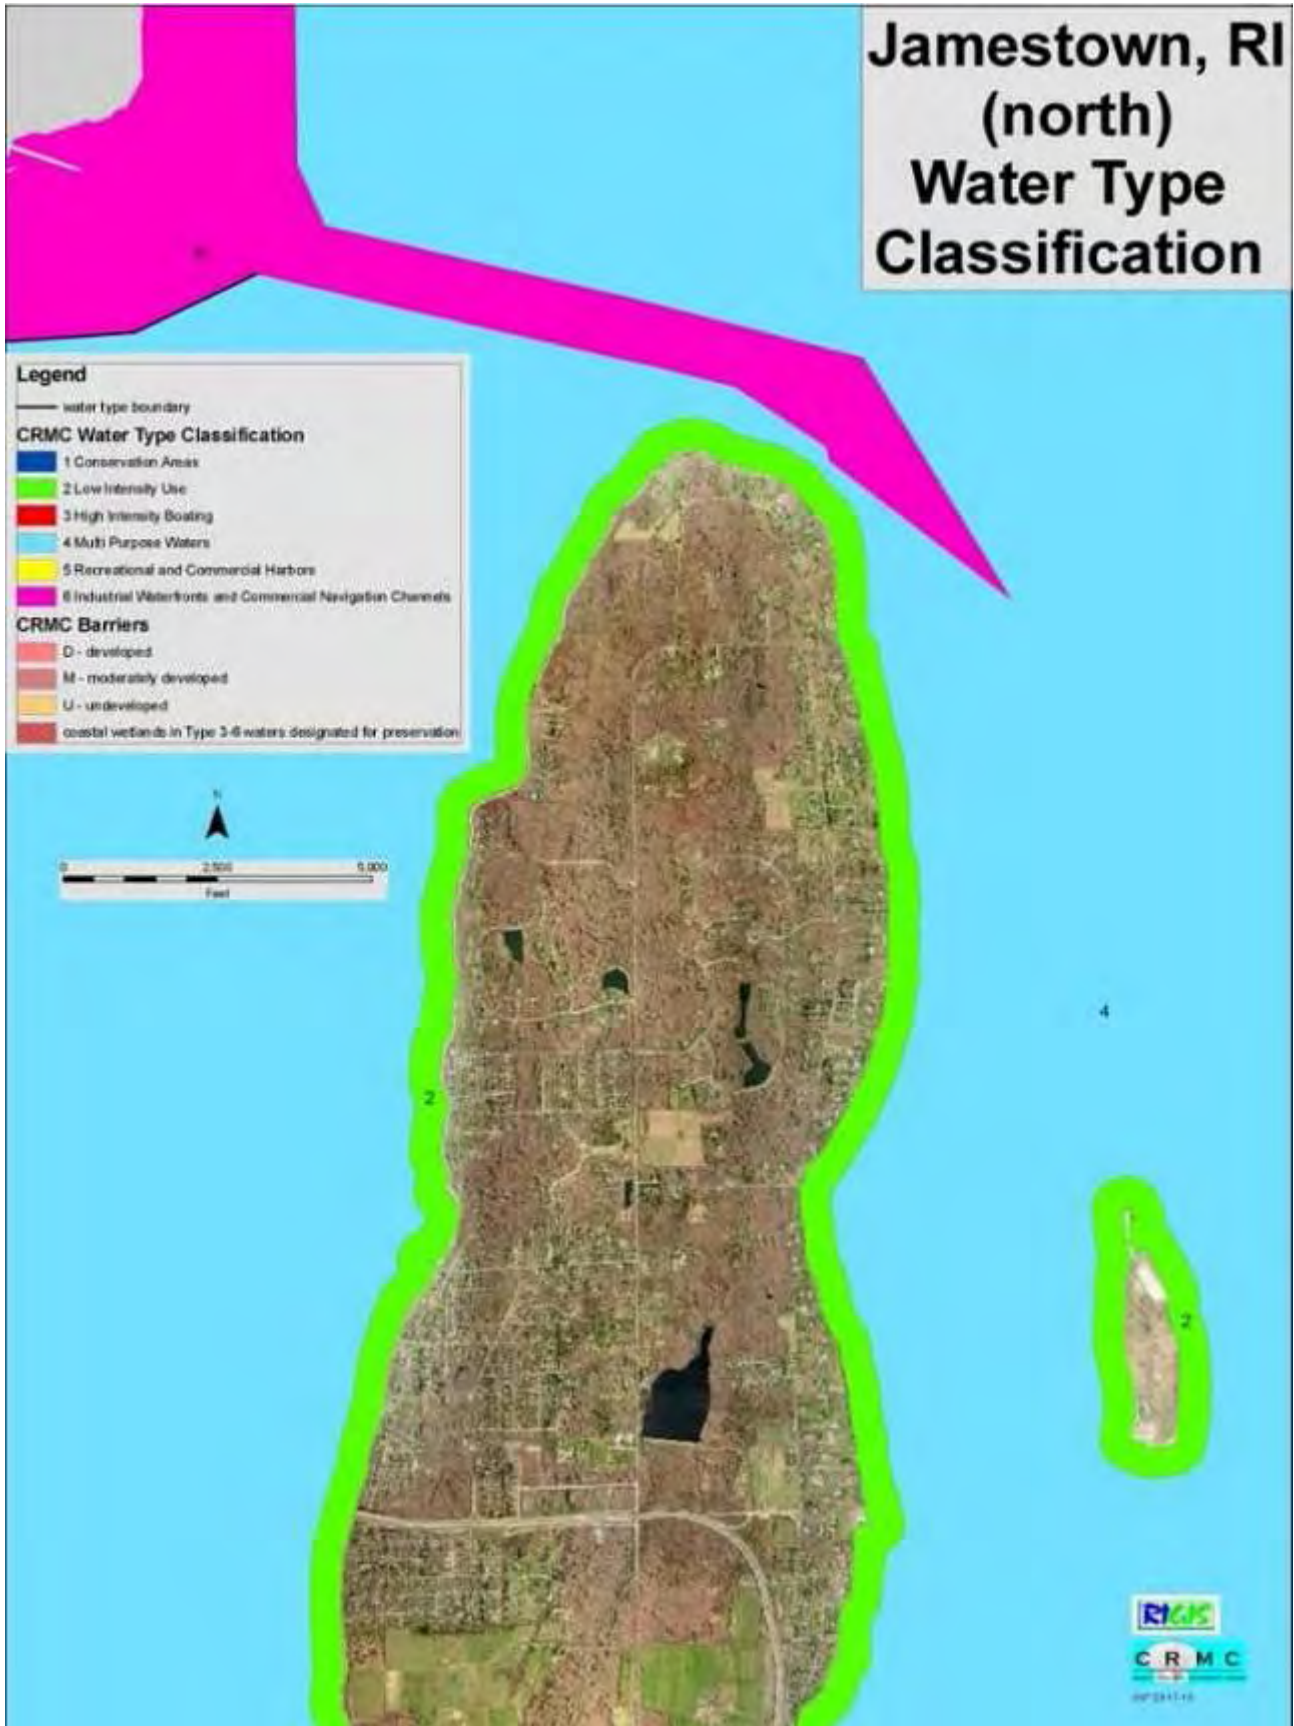 Jamestown, RI
(north)
Water Type
Classification
Legend
water type boundary
CRMC Water Type Classification
1 Conservation Areas
2 Low Intensity Use
3 High Intensity Boating
4 Multi Purpose Waters
5 Recreational and Commercial Harbors
6 Industrial Waterfronts and Commercial Navigation Channels
CRMC Barriers
D - developed
M - moderately developed
U - undeveloped
coastal wetlands in Type 3-6 waters designated for preservation
N
0 2,500 5,000
Feet
4
2
2
RIGIS
CRMC